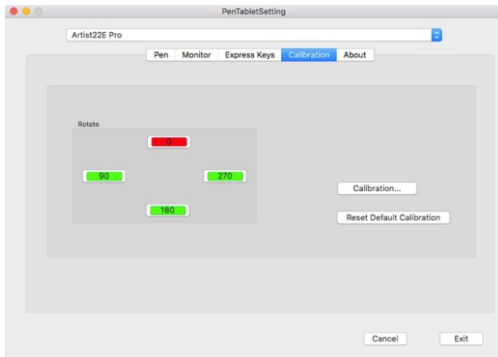 PenTabletSetting
Artist22E Pro
Pen Monitor Express Keys Calibration About
Rotate
0
90 270
180
Calibration...
Reset Default Calibration
Cancel Exit